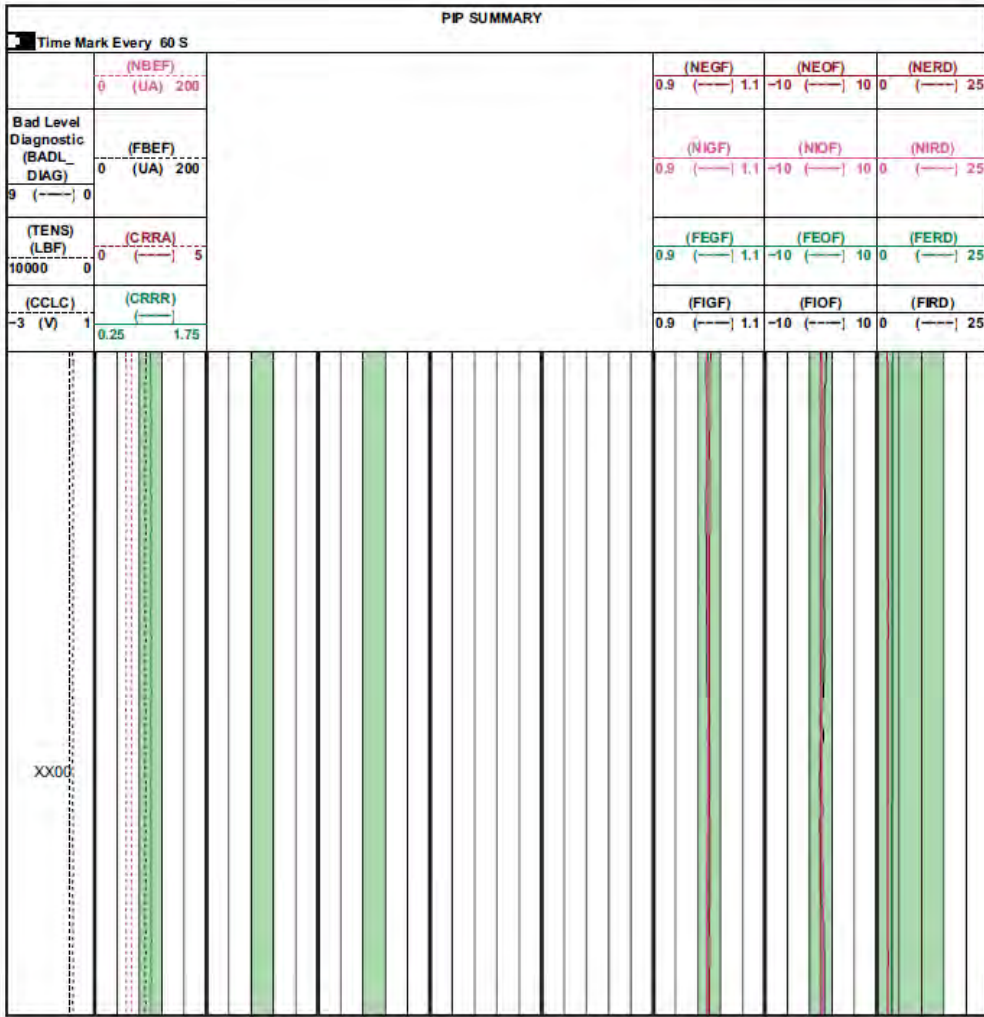 PIP SUMMARY
Time Mark Every 60 S
(NBEF)
0 (UA) 200
(NEGF)
0.9 (----) 1.1
(NEOF)
-10 (----) 10
(NERD)
0 (----) 25
Bad Level
Diagnostic
(BADL_
DIAG)
9 (----) 0
(FBEF)
0 (UA) 200
(NIGF)
0.9 (----) 1.1
(NIOF)
-10 (----) 10
(NIRD)
0 (----) 25
(TENS)
(LBF)
10000 0
(CRRA)
0 (----) 5
(FEGF)
0.9 (----) 1.1
(FEOF)
-10 (----) 10
(FERD)
0 (----) 25
(CCLC)
-3 (V) 1
(CRRR)
(----)
0.25 1.75
(FIGF)
0.9 (----) 1.1
(FIOF)
-10 (----) 10
(FIRD)
0 (----) 25
XX00